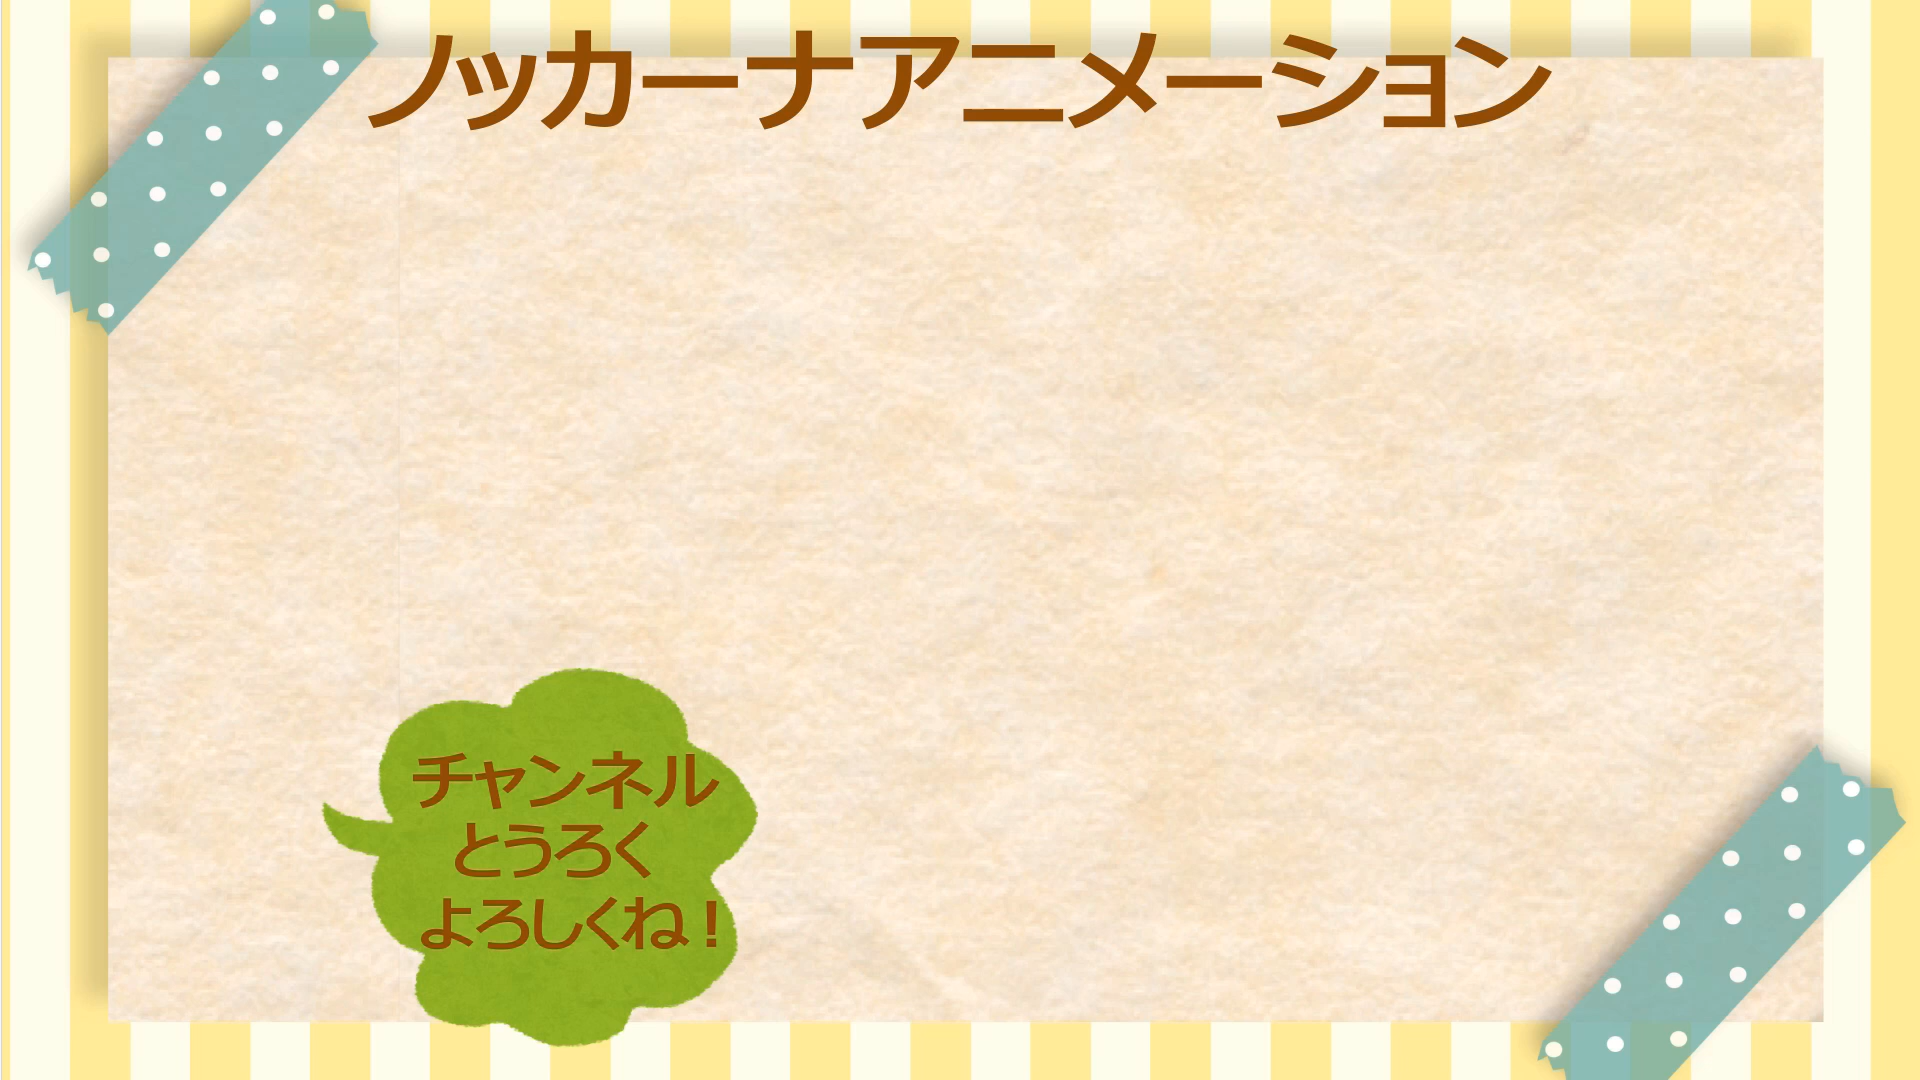 ノッカーナアニメーション
チャンネル
とうろく
よろしくね！